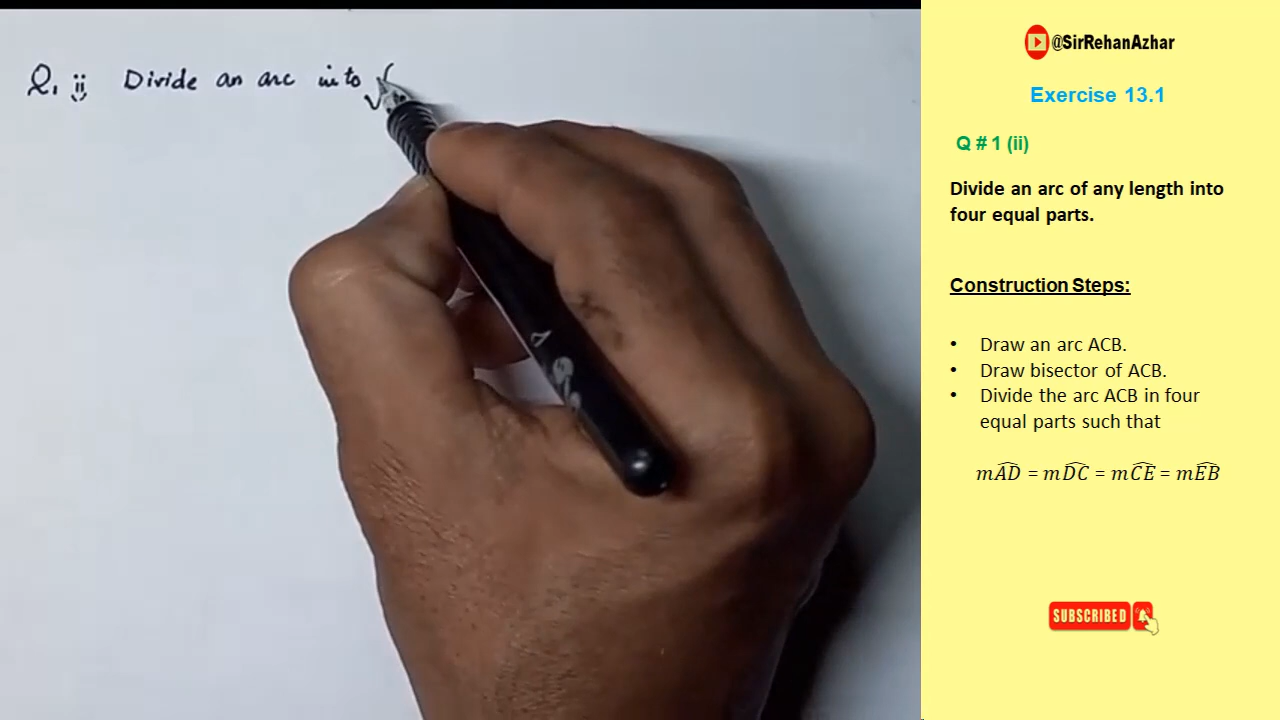 Q. ii Divide an arc into f
@SirRehanAzhar
Exercise 13.1
Q # 1 (ii)
Divide an arc of any length into
four equal parts.
Construction Steps:
• Draw an arc ACB.
• Draw bisector of ACB.
• Divide the arc ACB in four
equal parts such that
mAD͡ = mDC͡ = mCE͡ = mEB͡
SUBSCRIBED